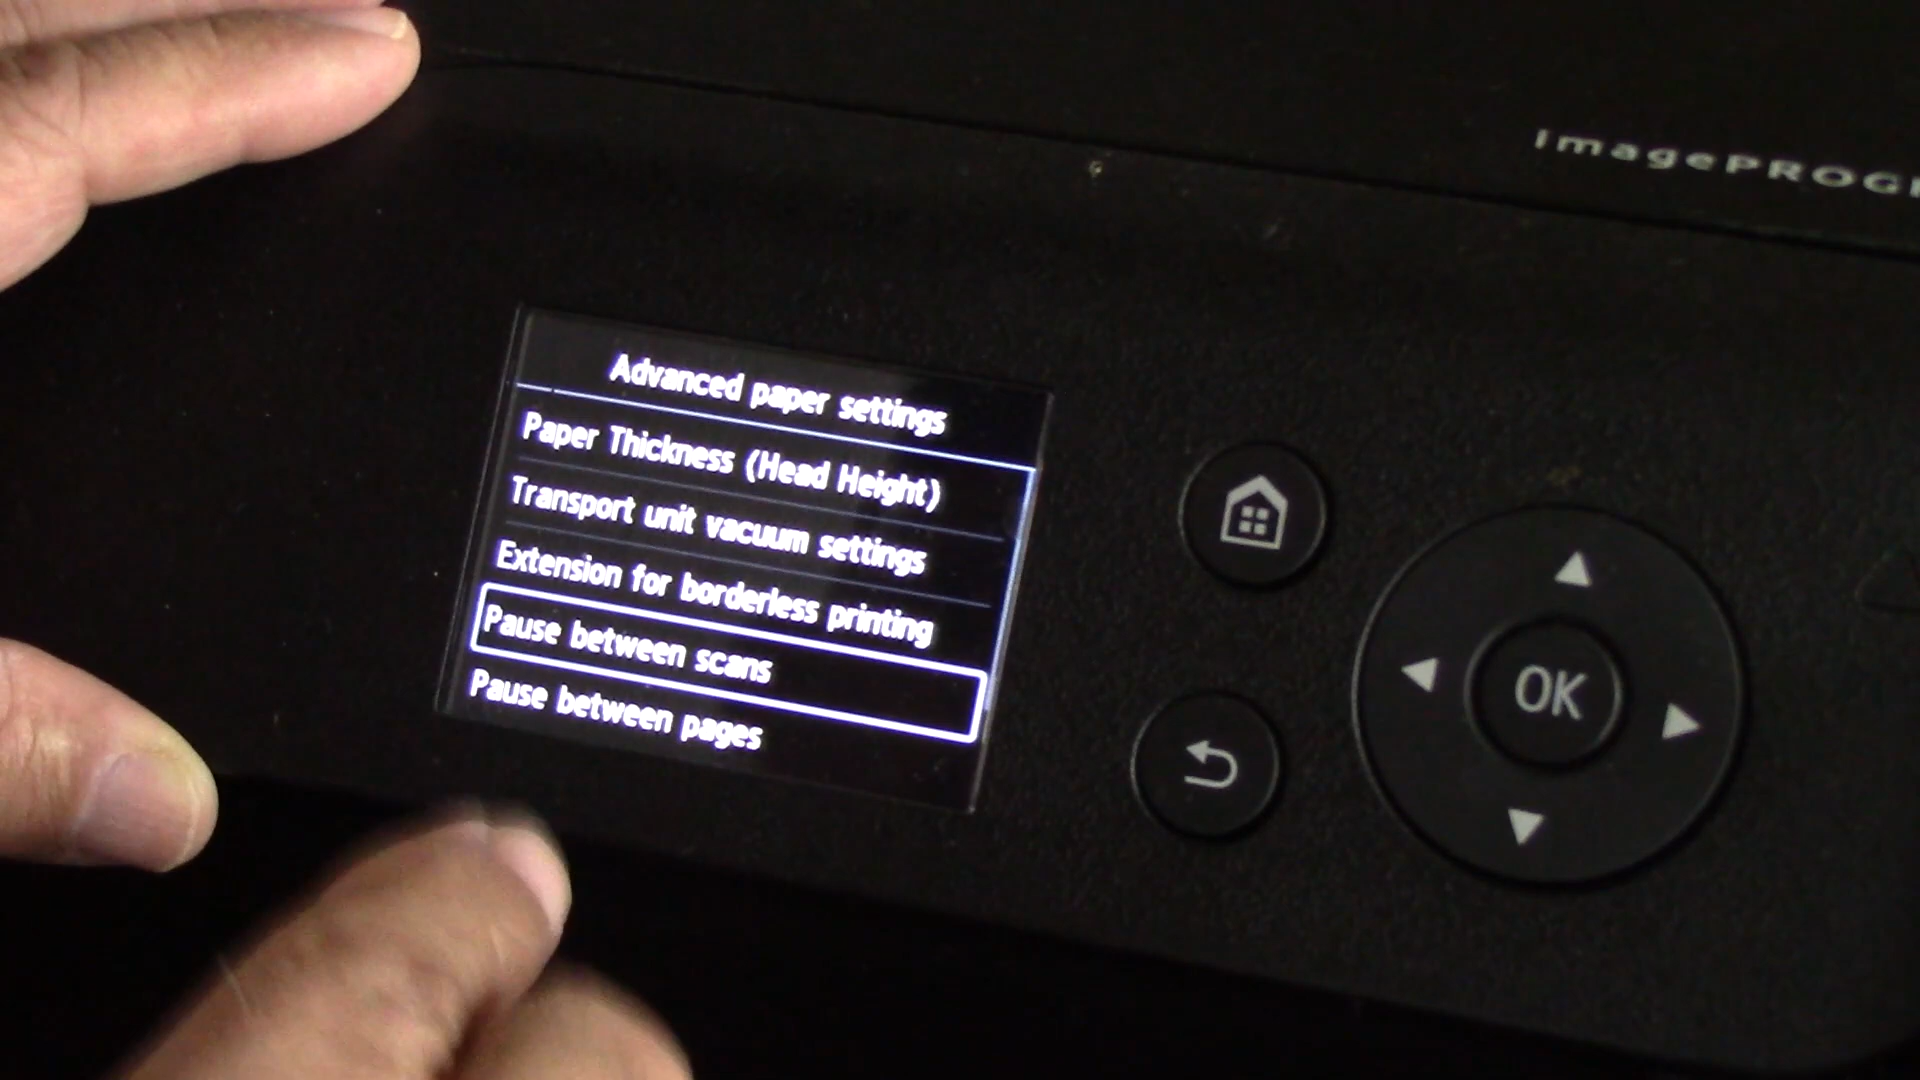 ImagePROG
Advanced paper settings
Paper Thickness (Head Height)
Transport unit vacuum settings
Extension for borderless printing
Pause between scans
Pause between pages
OK